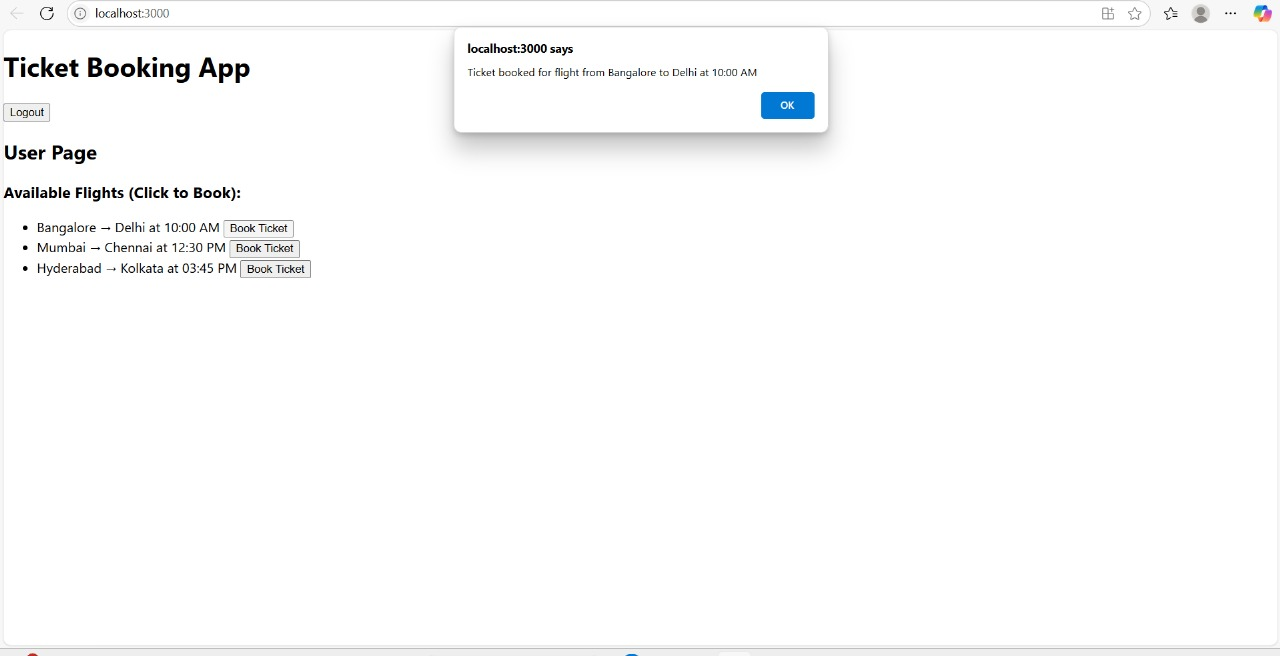 localhost:3000
localhost:3000 says
Ticket booked for flight from Bangalore to Delhi at 10:00 AM
OK
Ticket Booking App
Logout
User Page
Available Flights (Click to Book):
Bangalore → Delhi at 10:00 AM Book Ticket
Mumbai → Chennai at 12:30 PM Book Ticket
Hyderabad → Kolkata at 03:45 PM Book Ticket